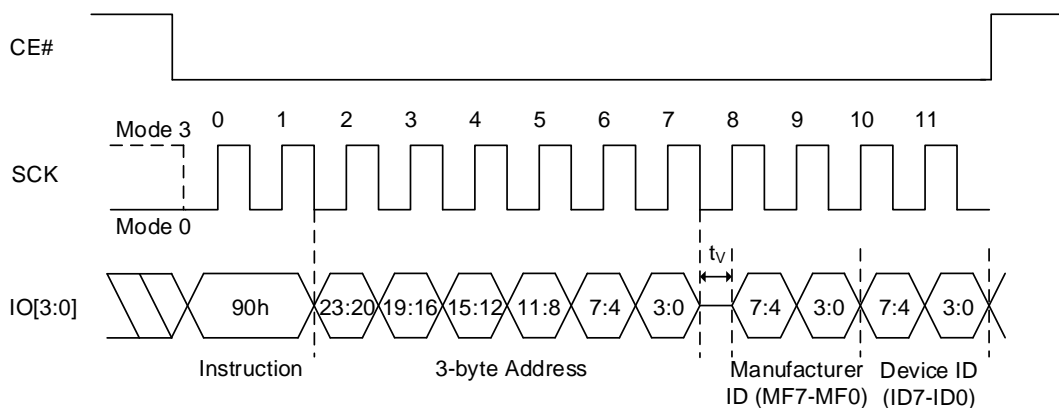 CE#
0 1 2 3 4 5 6 7 8 9 10 11
Mode 3
SCK
Mode 0
tV
IO[3:0] 90h 23:20 19:16 15:12 11:8 7:4 3:0 7:4 3:0 7:4 3:0
Instruction 3-byte Address Manufacturer Device ID
ID (MF7-MF0) (ID7-ID0)